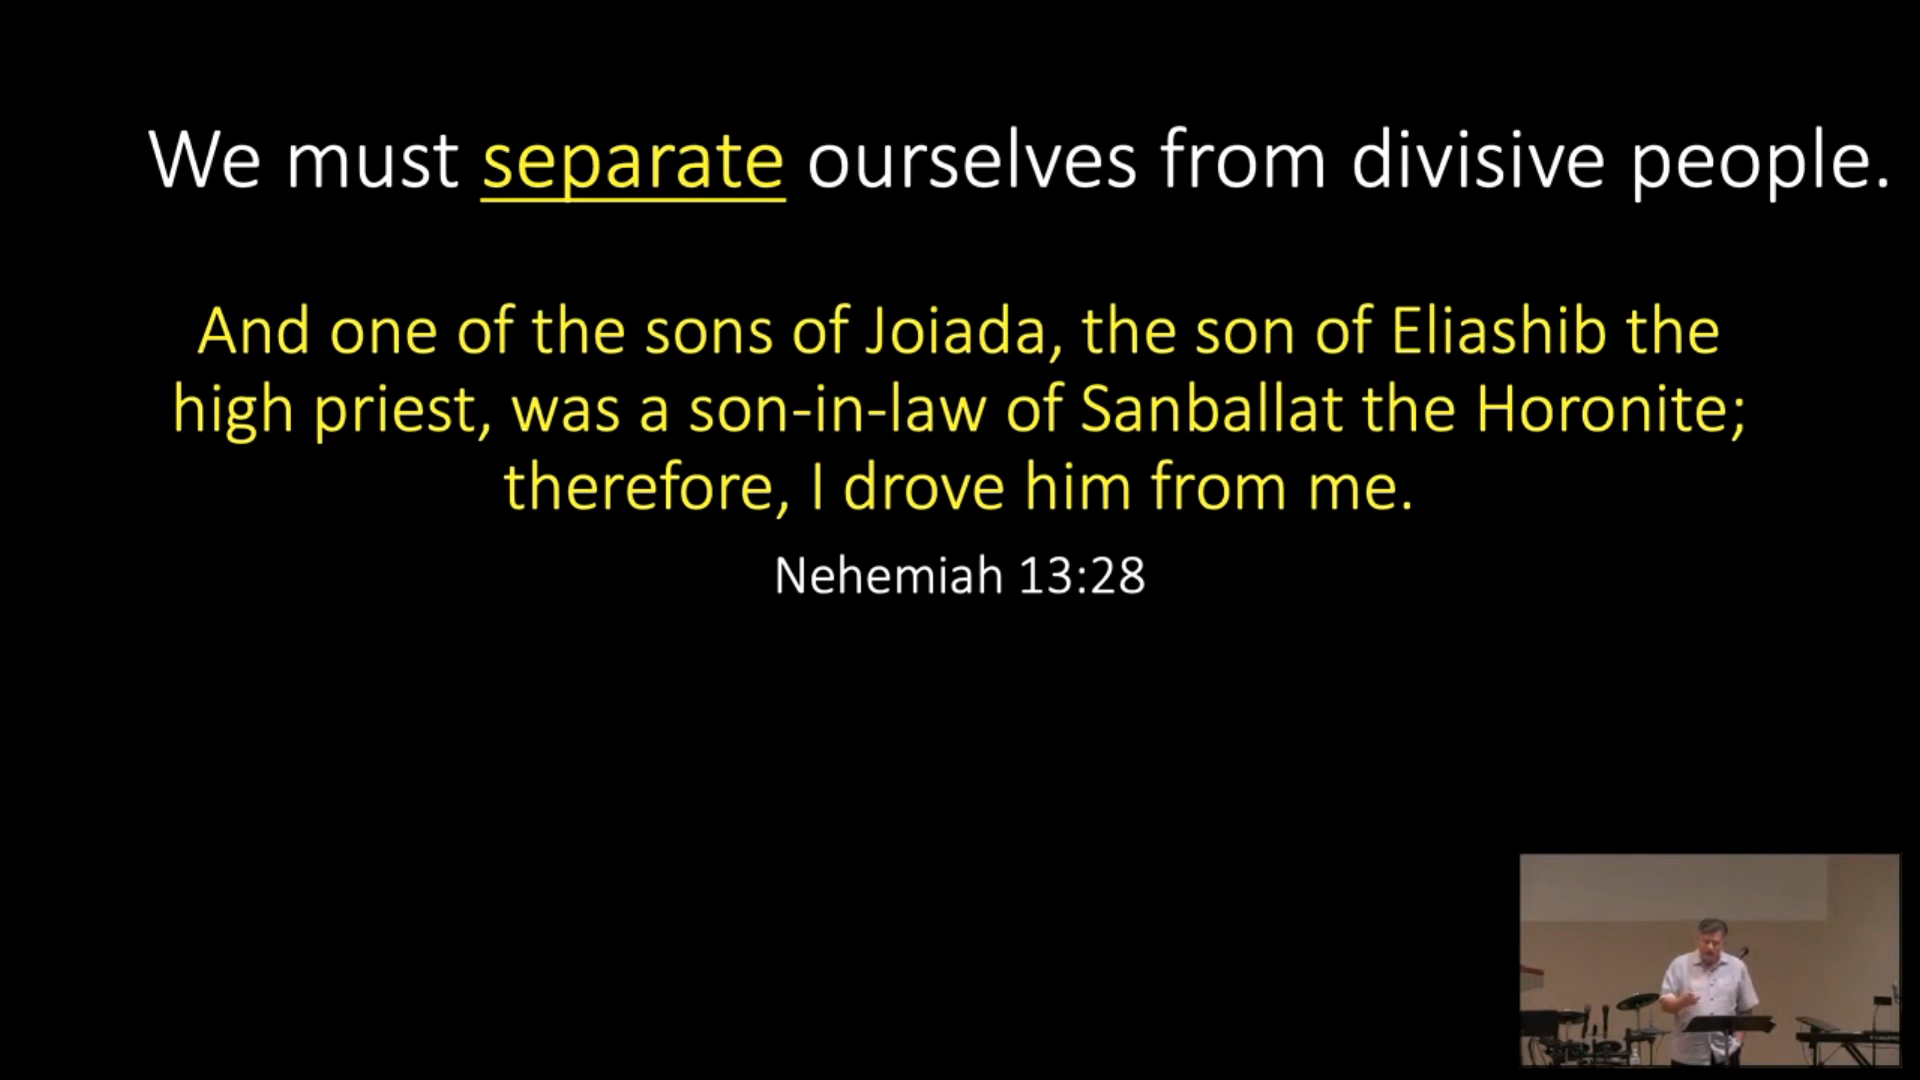 We must separate ourselves from divisive people.
And one of the sons of Joiada, the son of Eliashib the
high priest, was a son-in-law of Sanballat the Horonite;
therefore, I drove him from me.
Nehemiah 13:28